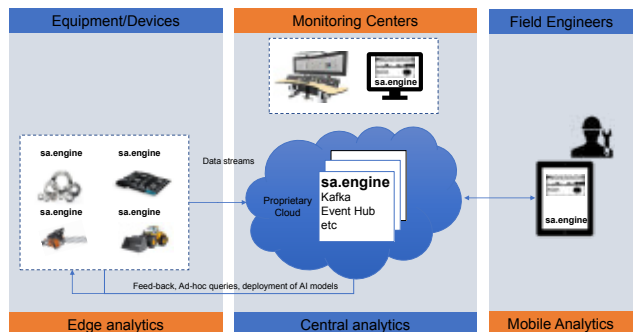 Equipment/Devices
Monitoring Centers
Field Engineers
sa.engine
sa.engine
sa.engine
sa.engine
sa.engine
Data streams
Proprietary
Cloud
sa.engine
Kafka
Event Hub
etc
sa.engine
Feed-back, Ad-hoc queries, deployment of AI models
Edge analytics
Central analytics
Mobile Analytics